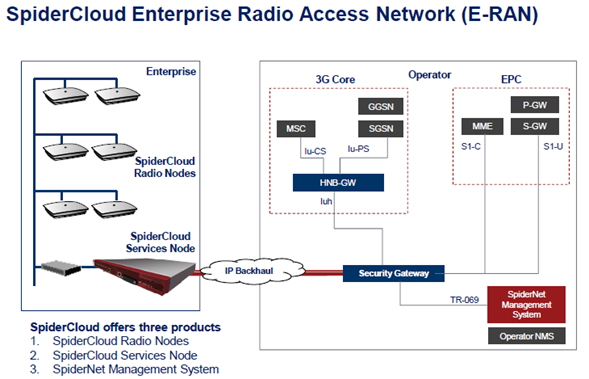 SpiderCloud Enterprise Radio Access Network (E-RAN)
Enterprise
SpiderCloud
Radio Nodes
SpiderCloud
Services Node
IP Backhaul
Operator
3G Core
GGSN
MSC
SGSN
Iu-CS
Iu-PS
HNB-GW
Iuh
EPC
P-GW
MME
S-GW
S1-C
S1-U
Security Gateway
TR-069
SpiderNet
Management
System
Operator NMS
SpiderCloud offers three products
1. SpiderCloud Radio Nodes
2. SpiderCloud Services Node
3. SpiderNet Management System